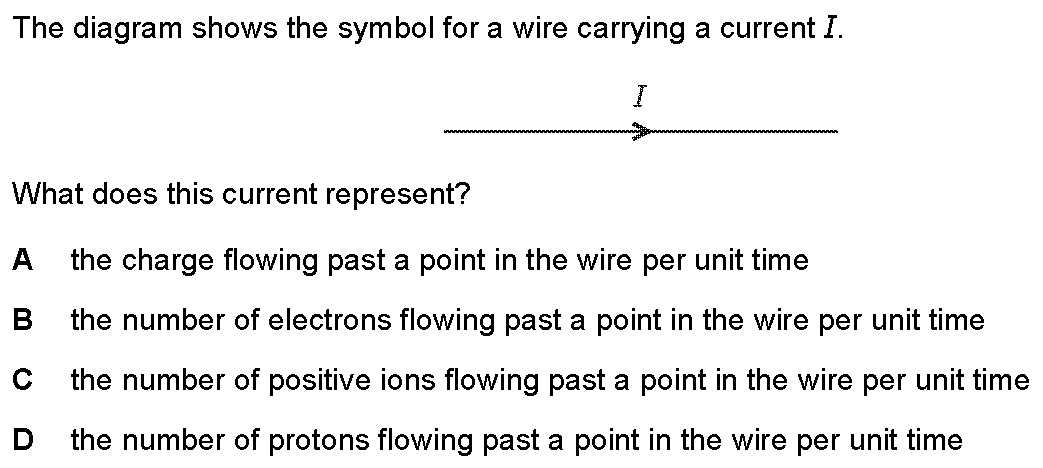 The diagram shows the symbol for a wire carrying a current I.
I
What does this current represent?
A the charge flowing past a point in the wire per unit time
B the number of electrons flowing past a point in the wire per unit time
C the number of positive ions flowing past a point in the wire per unit time
D the number of protons flowing past a point in the wire per unit time